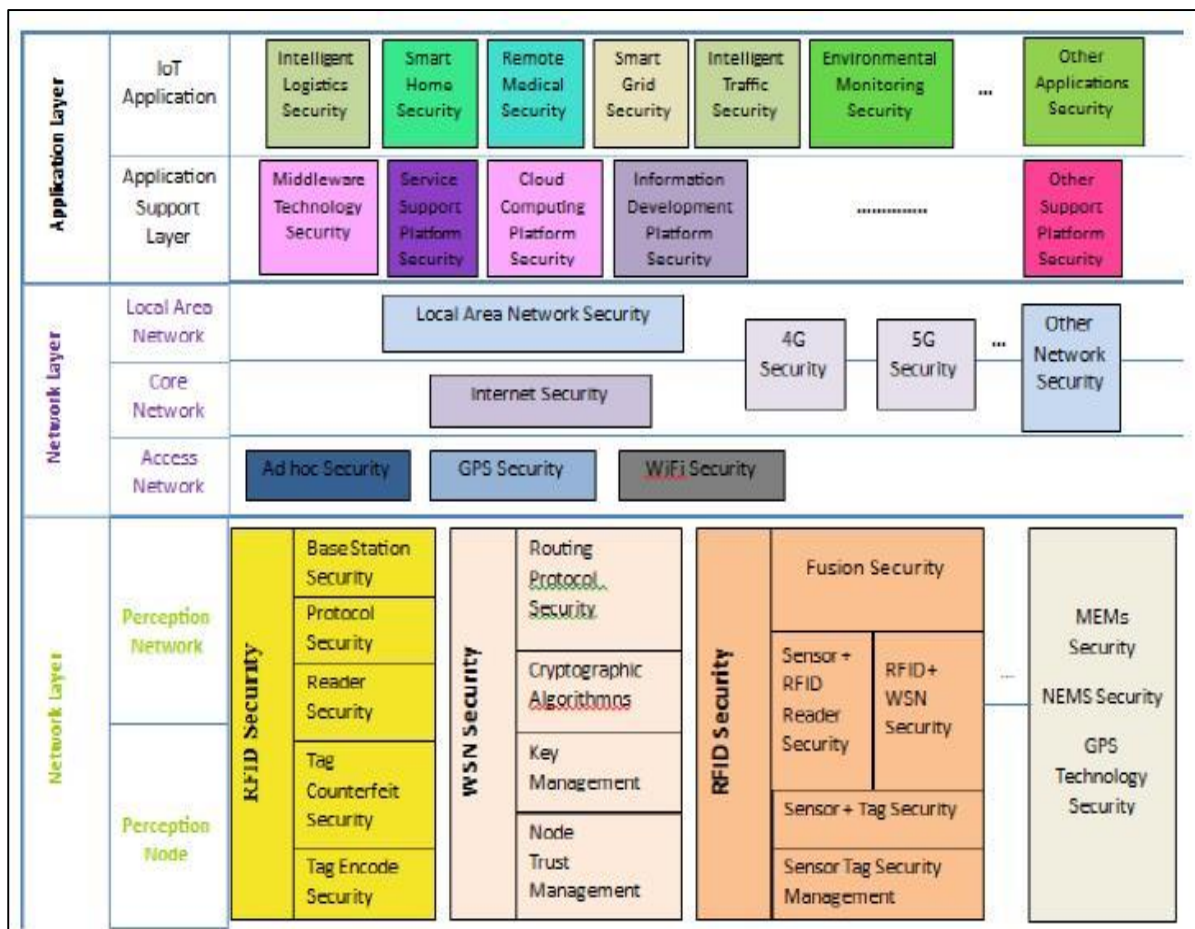 Application Layer
IoT
Application
Intelligent
Logistics
Security
Smart
Home
Security
Remote
Medical
Security
Smart
Grid
Security
Intelligent
Traffic
Security
Environmental
Monitoring
Security
...
Other
Applications
Security
Application
Support
Layer
Middleware
Technology
Security
Service
Support
Platform
Security
Cloud
Computing
Platform
Security
Information
Development
Platform
Security
..............
Other
Support
Platform
Security
Network Layer
Local Area
Network
Local Area Network Security
4G
Security
5G
Security
...
Other
Network
Security
Core
Network
Internet Security
Access
Network
Ad hoc Security
GPS Security
WiFi Security
Network Layer
Perception
Network
Perception
Node
RFID Security
Base Station
Security
Protocol
Security
Reader
Security
Tag
Counterfeit
Security
Tag Encode
Security
WSN Security
Routing
Protocol
Security
Cryptographic
Algorithmns
Key
Management
Node
Trust
Management
RFID Security
Fusion Security
Sensor +
RFID
Reader
Security
RFID+
WSN
Security
Sensor + Tag Security
Sensor Tag Security
Management
...
MEMs
Security
NEMS Security
GPS
Technology
Security